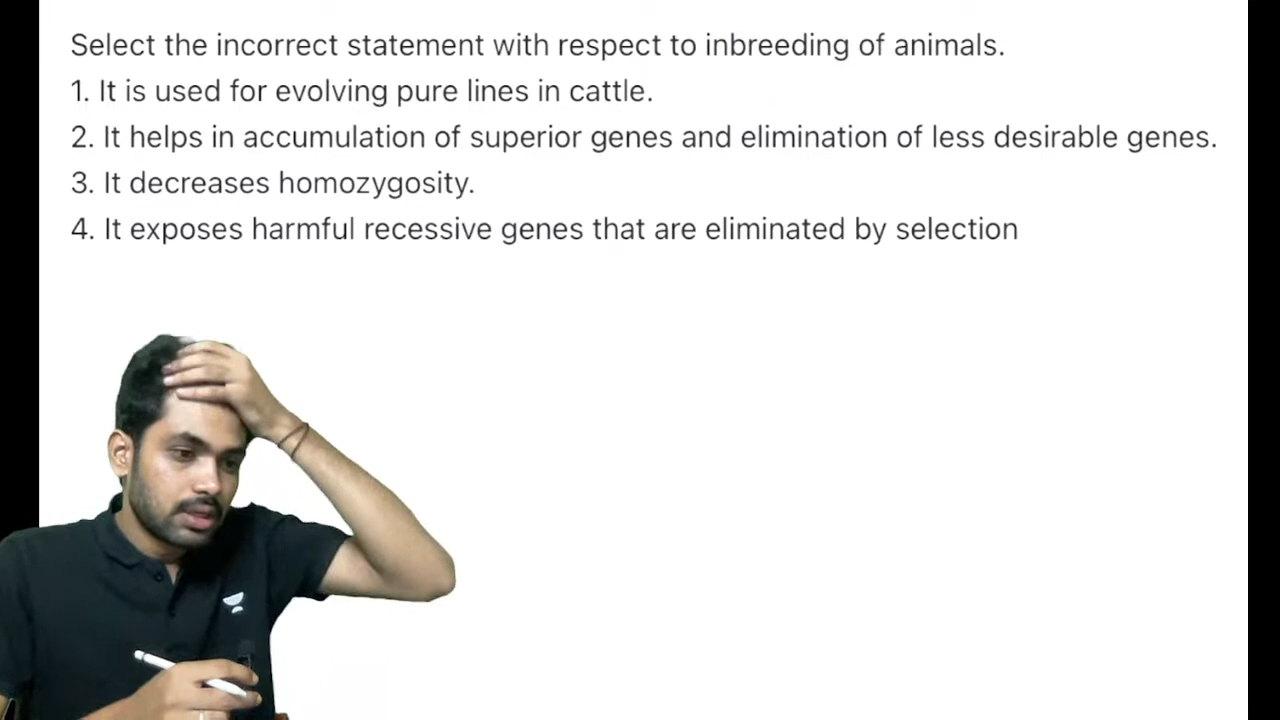 Select the incorrect statement with respect to inbreeding of animals.
1. It is used for evolving pure lines in cattle.
2. It helps in accumulation of superior genes and elimination of less desirable genes.
3. It decreases homozygosity.
4. It exposes harmful recessive genes that are eliminated by selection